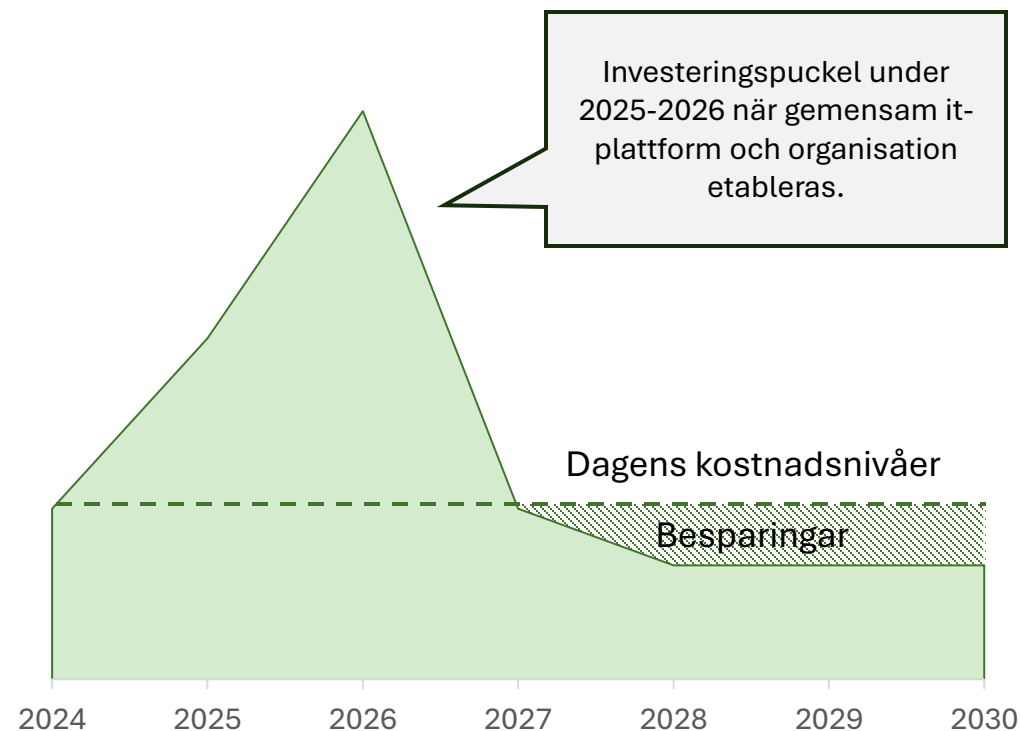 Investeringspuckel under
2025-2026 när gemensam it-
plattform och organisation
etableras.
Dagens kostnadsnivåer
Besparingar
2024 2025 2026 2027 2028 2029 2030